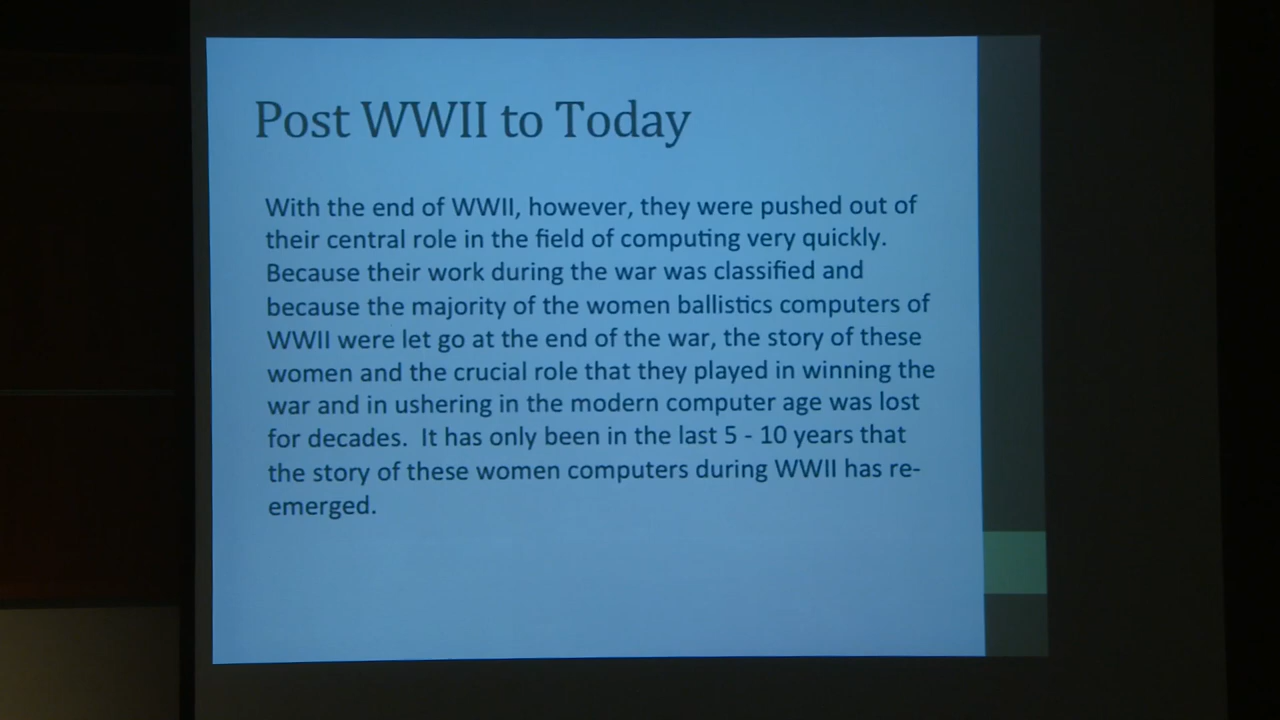 Post WWII to Today
With the end of WWII, however, they were pushed out of
their central role in the field of computing very quickly.
Because their work during the war was classified and
because the majority of the women ballistics computers of
WWII were let go at the end of the war, the story of these
women and the crucial role that they played in winning the
war and in ushering in the modern computer age was lost
for decades.  It has only been in the last 5 - 10 years that
the story of these women computers during WWII has re-
emerged.